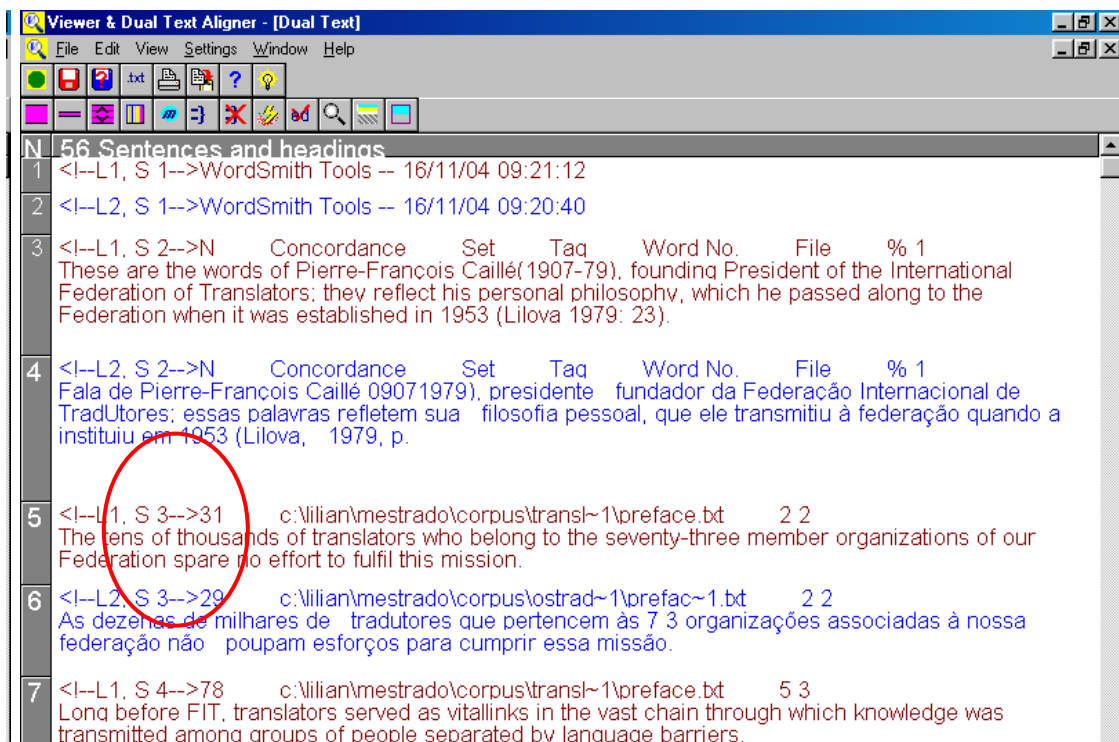 Viewer & Dual Text Aligner - [Dual Text]
File Edit View Settings Window Help
.txt ? ad
N 56 Sentences and headings
1 <!--L1, S 1-->WordSmith Tools -- 16/11/04 09:21:12
2 <!--L2, S 1-->WordSmith Tools -- 16/11/04 09:20:40
3 <!--L1, S 2-->N Concordance Set Tag Word No. File % 1
These are the words of Pierre-François Caillé(1907-79), founding President of the International
Federation of Translators; they reflect his personal philosophy, which he passed along to the
Federation when it was established in 1953 (Lilova 1979: 23).
4 <!--L2, S 2-->N Concordance Set Tag Word No. File % 1
Fala de Pierre-François Caillé 09071979), presidente fundador da Federação Internacional de
TradUtores; essas palavras refletem sua filosofia pessoal, que ele transmitiu à federação quando a
instituiu em 1953 (Lilova, 1979, p.
5 <!--L1, S 3-->31 c:\lilian\mestrado\corpus\transl~1\preface.txt 2 2
The tens of thousands of translators who belong to the seventy-three member organizations of our
Federation spare no effort to fulfil this mission.
6 <!--L2, S 3-->29 c:\lilian\mestrado\corpus\ostrad~1\prefac~1.txt 2 2
As dezenas de milhares de tradutores que pertencem às 7 3 organizações associadas à nossa
federação não poupam esforços para cumprir essa missão.
7 <!--L1, S 4-->78 c:\lilian\mestrado\corpus\transl~1\preface.txt 5 3
Long before FIT, translators served as vitallinks in the vast chain through which knowledge was
transmitted among groups of people separated by language barriers.